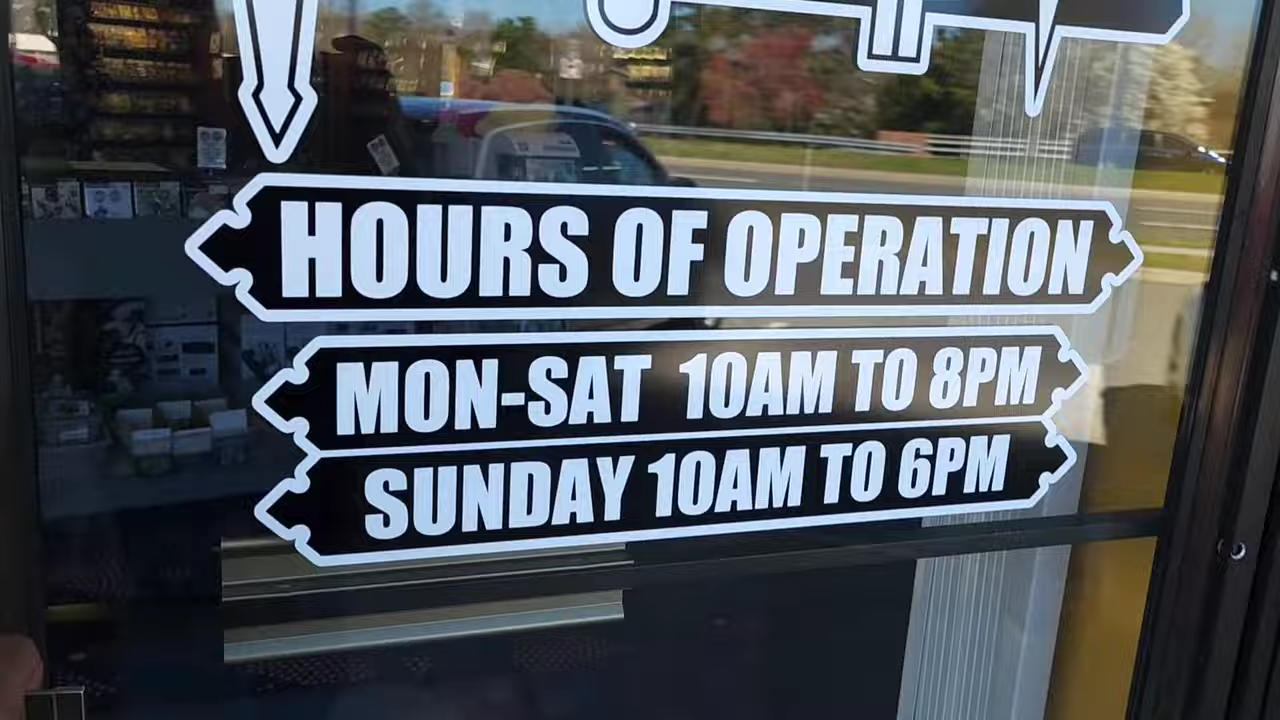 HOURS OF OPERATION
MON-SAT 10AM TO 8PM
SUNDAY 10AM TO 6PM